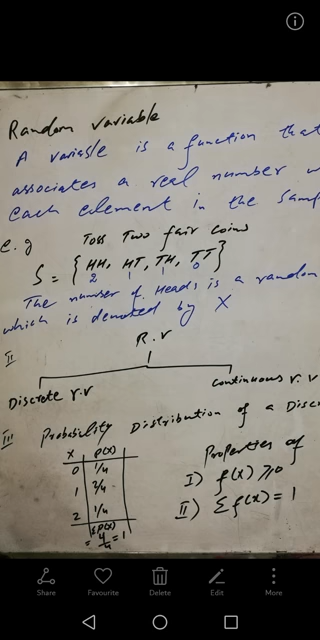 Random variable
A variable is a function that
associates a real number w
Each element in the Samp
e.g Toss Two fair coins
S = { HH, HT, TH, TT }
2 1 1 0
The number of Heads is a random
which is denoted by X
II R.V
Discrete r.v Continuous r.v
III Probability Distribution of a Disc
X P(x) Properties of
0 1/4 I) f(x) ≥0
1 2/4 II) Σf(x) = 1
2 1/4
ΣP(x)
= 4/4 = 1
Share Favourite Delete Edit More